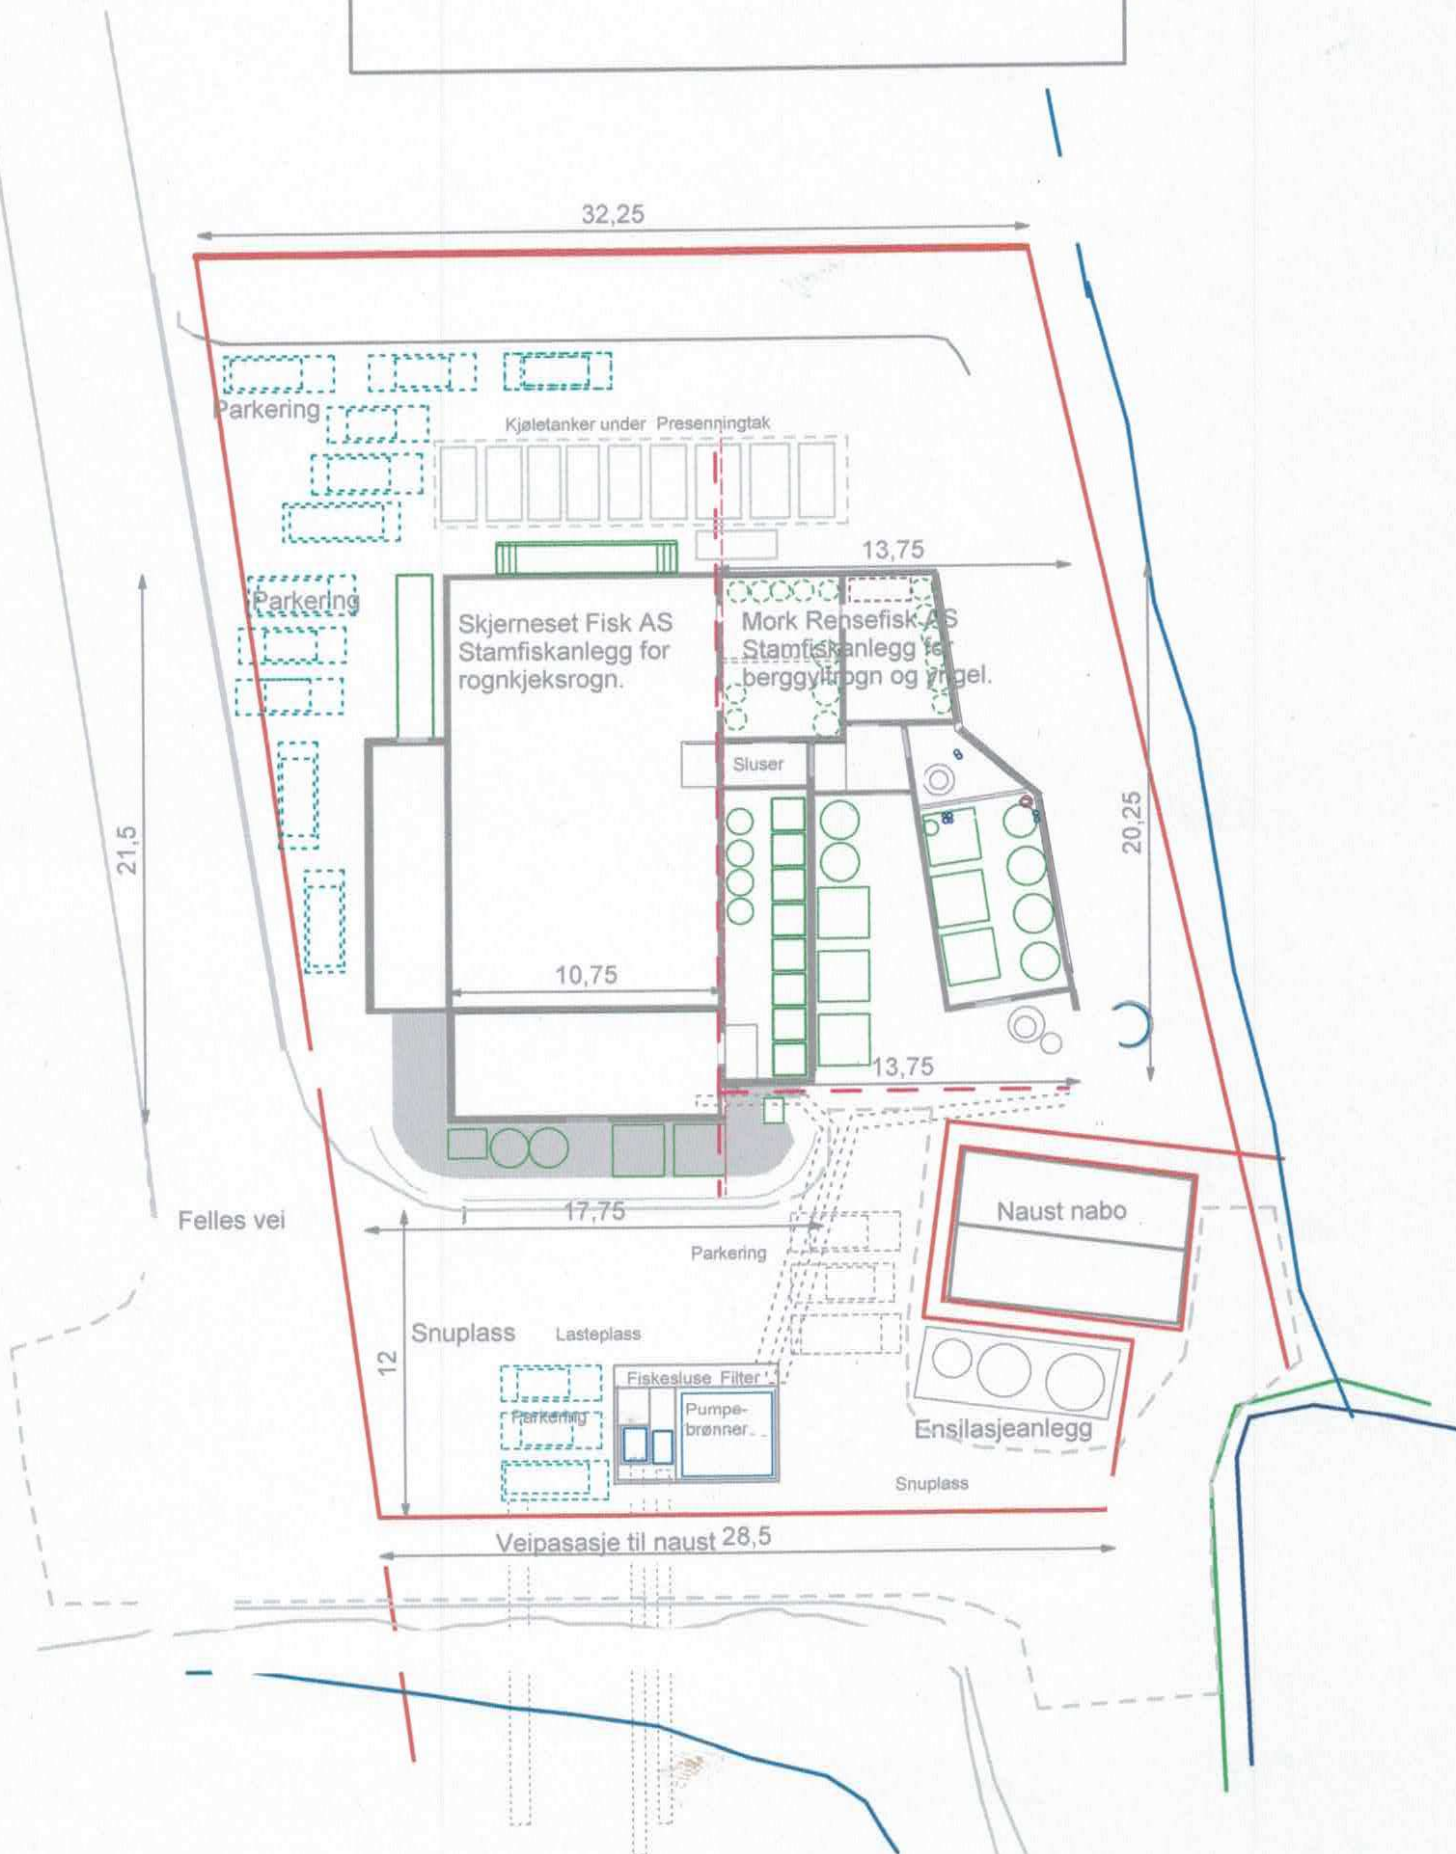 32,25
Parkering
Kjøletanker under Presenningtak
13,75
Parkering
Skjerneset Fisk AS
Stamfiskanlegg for
rognkjeksrogn.
Mork Rensefisk AS
Stamfiskanlegg for
berggyltrogn og yngel.
Sluser
21,5
20,25
10,75
13,75
Felles vei
17,75
Naust nabo
Parkering
Snuplass
Lasteplass
12
Fiskesluse Filter
Parkering
Pumpe-
brønner
Ensilasjeanlegg
Snuplass
Veipasasje til naust 28,5